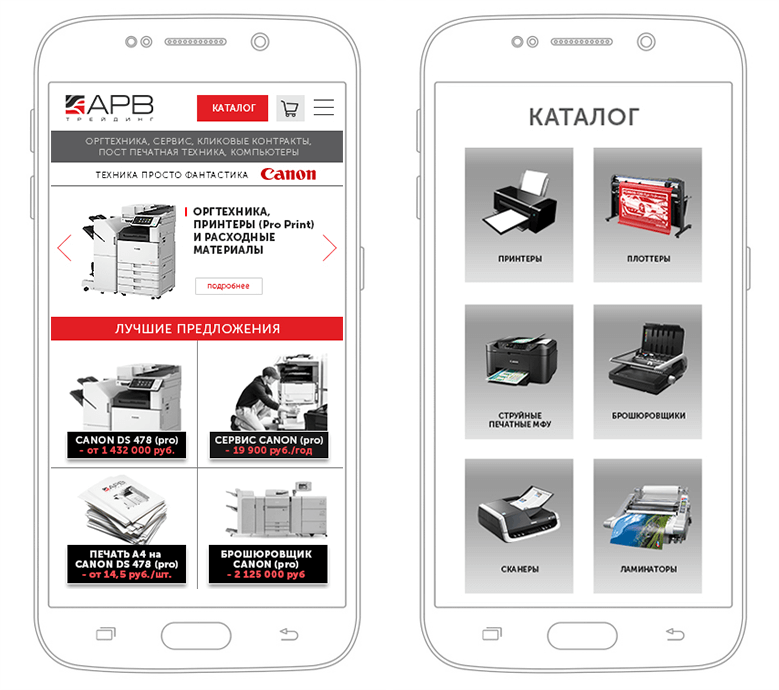 АРВ
ТРЕЙДИНГ
КАТАЛОГ
ОРГТЕХНИКА, СЕРВИС, КЛИКОВЫЕ КОНТРАКТЫ,
ПОСТ ПЕЧАТНАЯ ТЕХНИКА, КОМПЬЮТЕРЫ
ТЕХНИКА ПРОСТО ФАНТАСТИКА Canon
ОРГТЕХНИКА,
ПРИНТЕРЫ (Pro Print)
И РАСХОДНЫЕ
МАТЕРИАЛЫ
подробнее
ЛУЧШИЕ ПРЕДЛОЖЕНИЯ
CANON DS 478 (pro)
- от 1 432 000 руб.
СЕРВИС CANON (pro)
- 19 900 руб./год
АРВ
ПЕЧАТЬ А4 на
CANON DS 478 (pro)
- от 14,5 руб./шт.
БРОШЮРОВЩИК
CANON (pro)
- 2 125 000 руб
КАТАЛОГ
ПРИНТЕРЫ
ПЛОТТЕРЫ
СТРУЙНЫЕ
ПЕЧАТНЫЕ МФУ
БРОШЮРОВЩИКИ
СКАНЕРЫ
ЛАМИНАТОРЫ